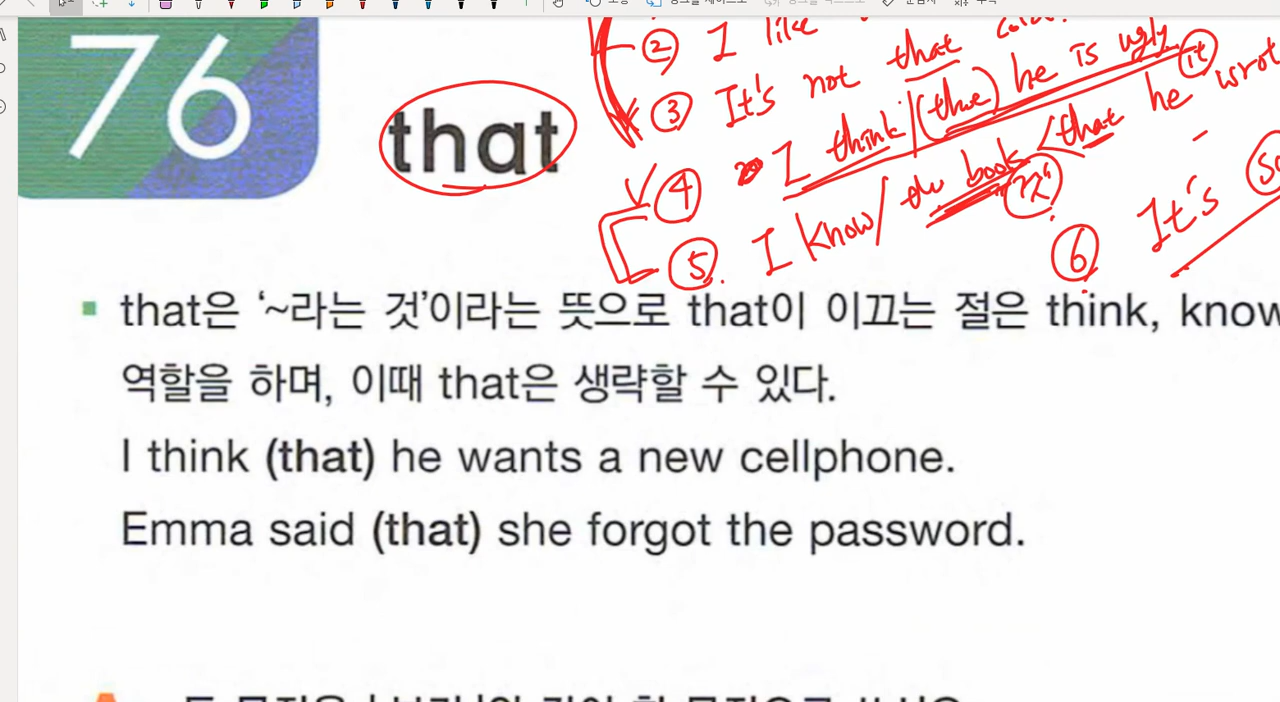 76
that
② I like
③ It's not that
④ I think/(that) he is ugly
it
⑤ I know/ the book <that he wrot
⑥ It's so
that은 ‘~라는 것’이라는 뜻으로 that이 이끄는 절은 think, know
역할을 하며, 이때 that은 생략할 수 있다.
I think (that) he wants a new cellphone.
Emma said (that) she forgot the password.